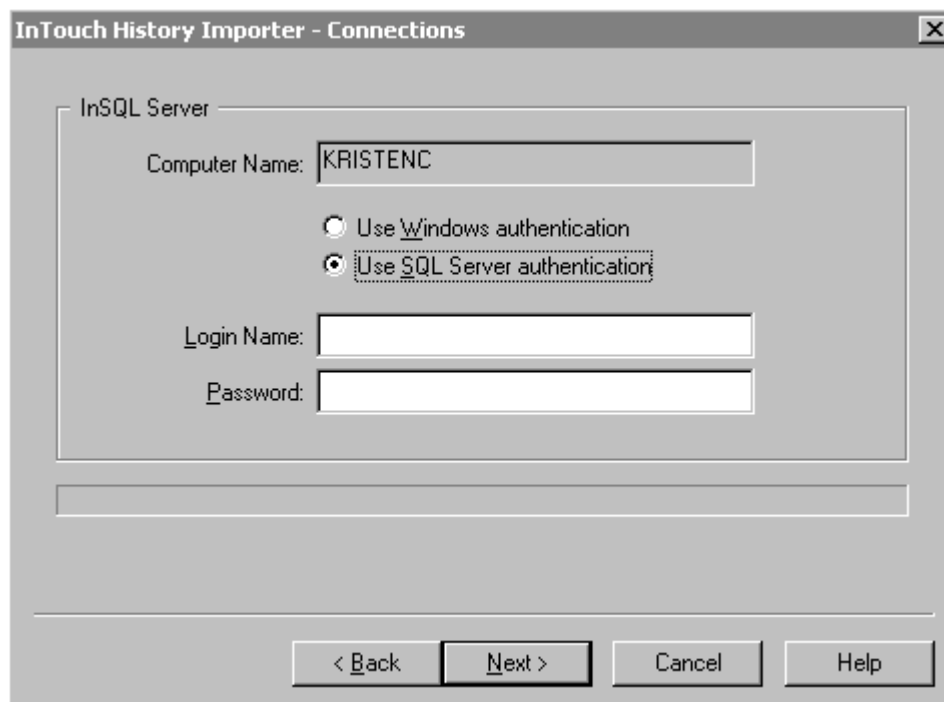 InTouch History Importer - Connections
InSQL Server
Computer Name: KRISTENC
Use Windows authentication
Use SQL Server authentication
Login Name:
Password:
< Back Next > Cancel Help